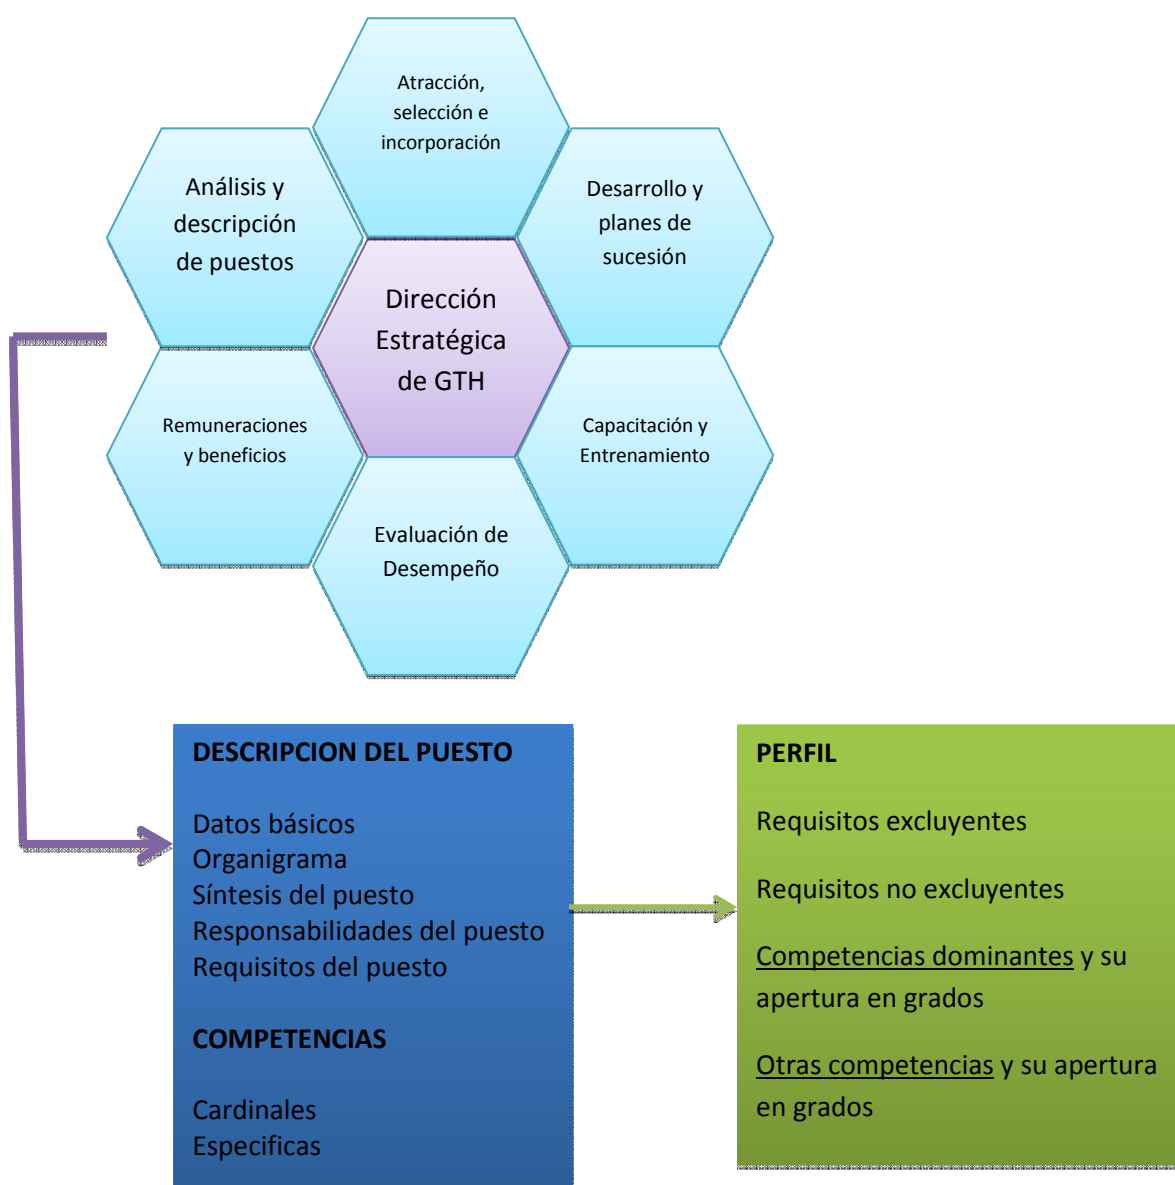 Atracción,
selección e
incorporación
Análisis y
descripción
de puestos
Desarrollo y
planes de
sucesión
Dirección
Estratégica
de GTH
Remuneraciones
y beneficios
Capacitación y
Entrenamiento
Evaluación de
Desempeño
DESCRIPCION DEL PUESTO
Datos básicos
Organigrama
Síntesis del puesto
Responsabilidades del puesto
Requisitos del puesto
COMPETENCIAS
Cardinales
Especificas
PERFIL
Requisitos excluyentes
Requisitos no excluyentes
Competencias dominantes y su
apertura en grados
Otras competencias y su apertura
en grados